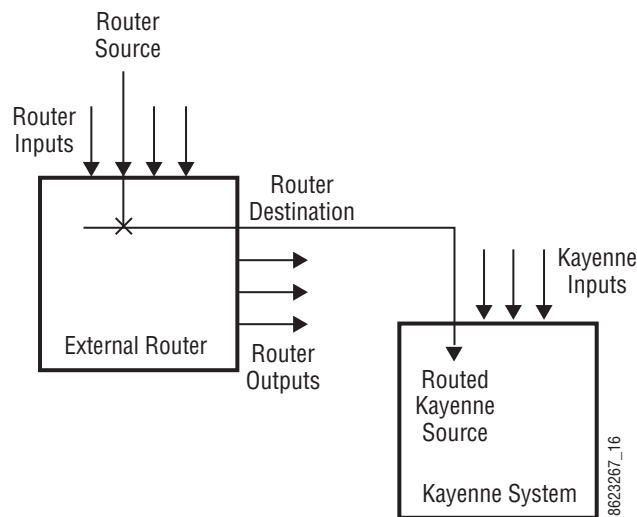 Router
Source
Router
Inputs
Router
Destination
Kayenne
Inputs
External Router
Router
Outputs
Routed
Kayenne
Source
Kayenne System
8623267_16